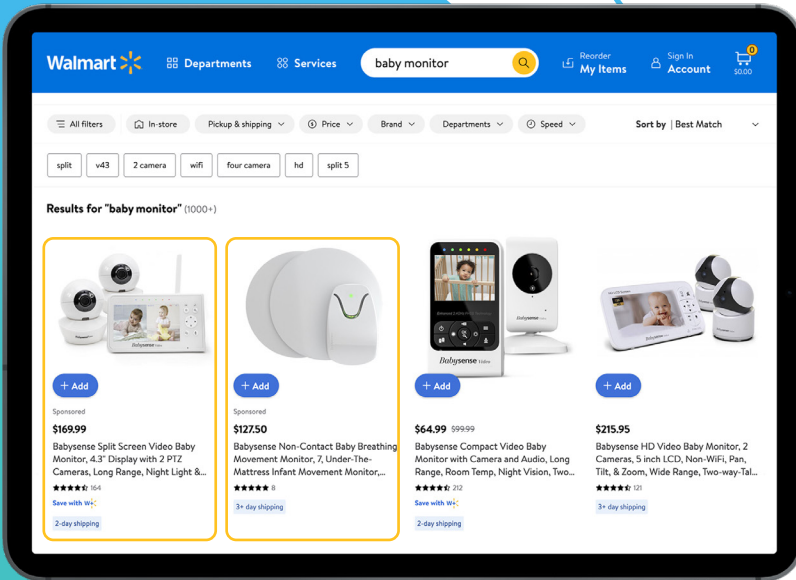 Walmart
Departments
Services
baby monitor
Reorder
My Items
Sign In
Account
0
$0.00
All filters
In-store
Pickup & shipping
Price
Brand
Departments
Speed
Sort by | Best Match
split
v43
2 camera
wifi
four camera
hd
split 5
Results for "baby monitor" (1000+)
+ Add
Sponsored
$169.99
Babysense Split Screen Video Baby
Monitor, 4.3" Display with 2 PTZ
Cameras, Long Range, Night Light &...
164
Save with W+
2-day shipping
+ Add
Sponsored
$127.50
Babysense Non-Contact Baby Breathing
Movement Monitor, 7, Under-The-
Mattress Infant Movement Monitor,...
8
3+ day shipping
Babysense Video
+ Add
$64.99 $99.99
Babysense Compact Video Baby
Monitor with Camera and Audio, Long
Range, Room Temp, Night Vision, Two...
212
Save with W+
2-day shipping
+ Add
$215.95
Babysense HD Video Baby Monitor, 2
Cameras, 5 inch LCD, Non-WiFi, Pan,
Tilt, & Zoom, Wide Range, Two-way-Tal...
121
3+ day shipping